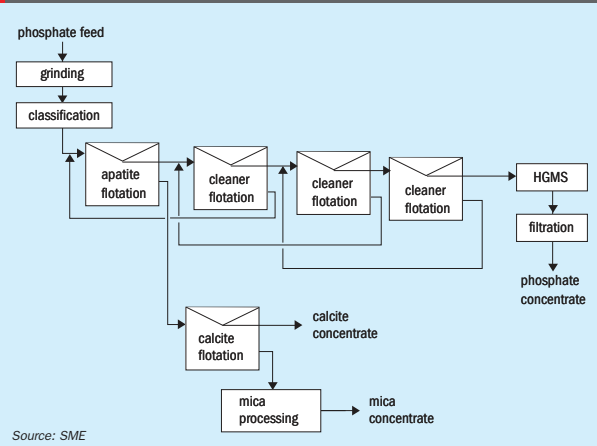 phosphate feed
grinding
classification
apatite
flotation
cleaner
flotation
cleaner
flotation
cleaner
flotation
HGMS
filtration
phosphate
concentrate
calcite
flotation
calcite
concentrate
mica
processing
mica
concentrate
Source: SME